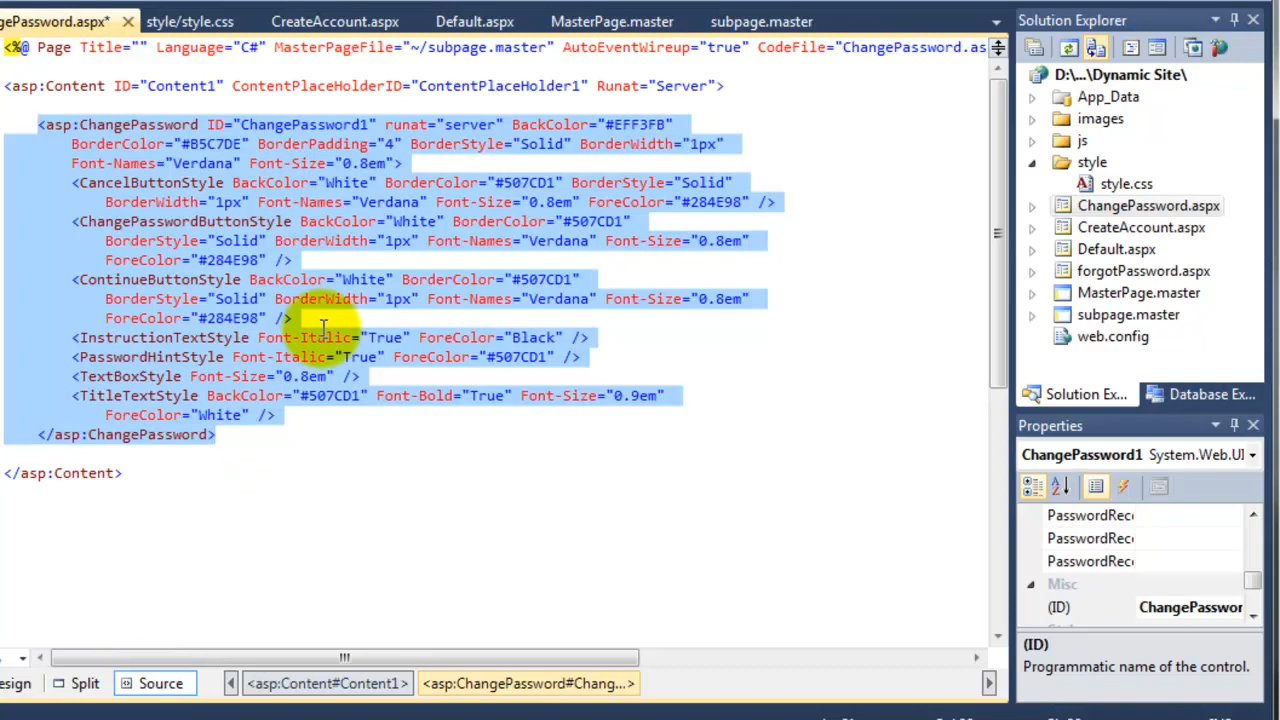 gePassword.aspx* style/style.css CreateAccount.aspx Default.aspx MasterPage.master subpage.master
<%@ Page Title="" Language="C#" MasterPageFile="~/subpage.master" AutoEventWireup="true" CodeFile="ChangePassword.as
<asp:Content ID="Content1" ContentPlaceHolderID="ContentPlaceHolder1" Runat="Server">
<asp:ChangePassword ID="ChangePassword1" runat="server" BackColor="#EFF3FB"
BorderColor="#B5C7DE" BorderPadding="4" BorderStyle="Solid" BorderWidth="1px"
Font-Names="Verdana" Font-Size="0.8em">
<CancelButtonStyle BackColor="White" BorderColor="#507CD1" BorderStyle="Solid"
BorderWidth="1px" Font-Names="Verdana" Font-Size="0.8em" ForeColor="#284E98" />
<ChangePasswordButtonStyle BackColor="White" BorderColor="#507CD1"
BorderStyle="Solid" BorderWidth="1px" Font-Names="Verdana" Font-Size="0.8em"
ForeColor="#284E98" />
<ContinueButtonStyle BackColor="White" BorderColor="#507CD1"
BorderStyle="Solid" BorderWidth="1px" Font-Names="Verdana" Font-Size="0.8em"
ForeColor="#284E98" />
<InstructionTextStyle Font-Italic="True" ForeColor="Black" />
<PasswordHintStyle Font-Italic="True" ForeColor="#507CD1" />
<TextBoxStyle Font-Size="0.8em" />
<TitleTextStyle BackColor="#507CD1" Font-Bold="True" Font-Size="0.9em"
ForeColor="White" />
</asp:ChangePassword>
</asp:Content>
esign Split Source <asp:Content#Content1> <asp:ChangePassword#Chang...>
Solution Explorer
D:\...\Dynamic Site\
App_Data
images
js
style
style.css
ChangePassword.aspx
CreateAccount.aspx
Default.aspx
forgotPassword.aspx
MasterPage.master
subpage.master
web.config
Solution Ex... Database Ex...
Properties
ChangePassword1 System.Web.UI
PasswordRec
PasswordRec
PasswordRec
Misc
(ID) ChangePasswor
(ID)
Programmatic name of the control.